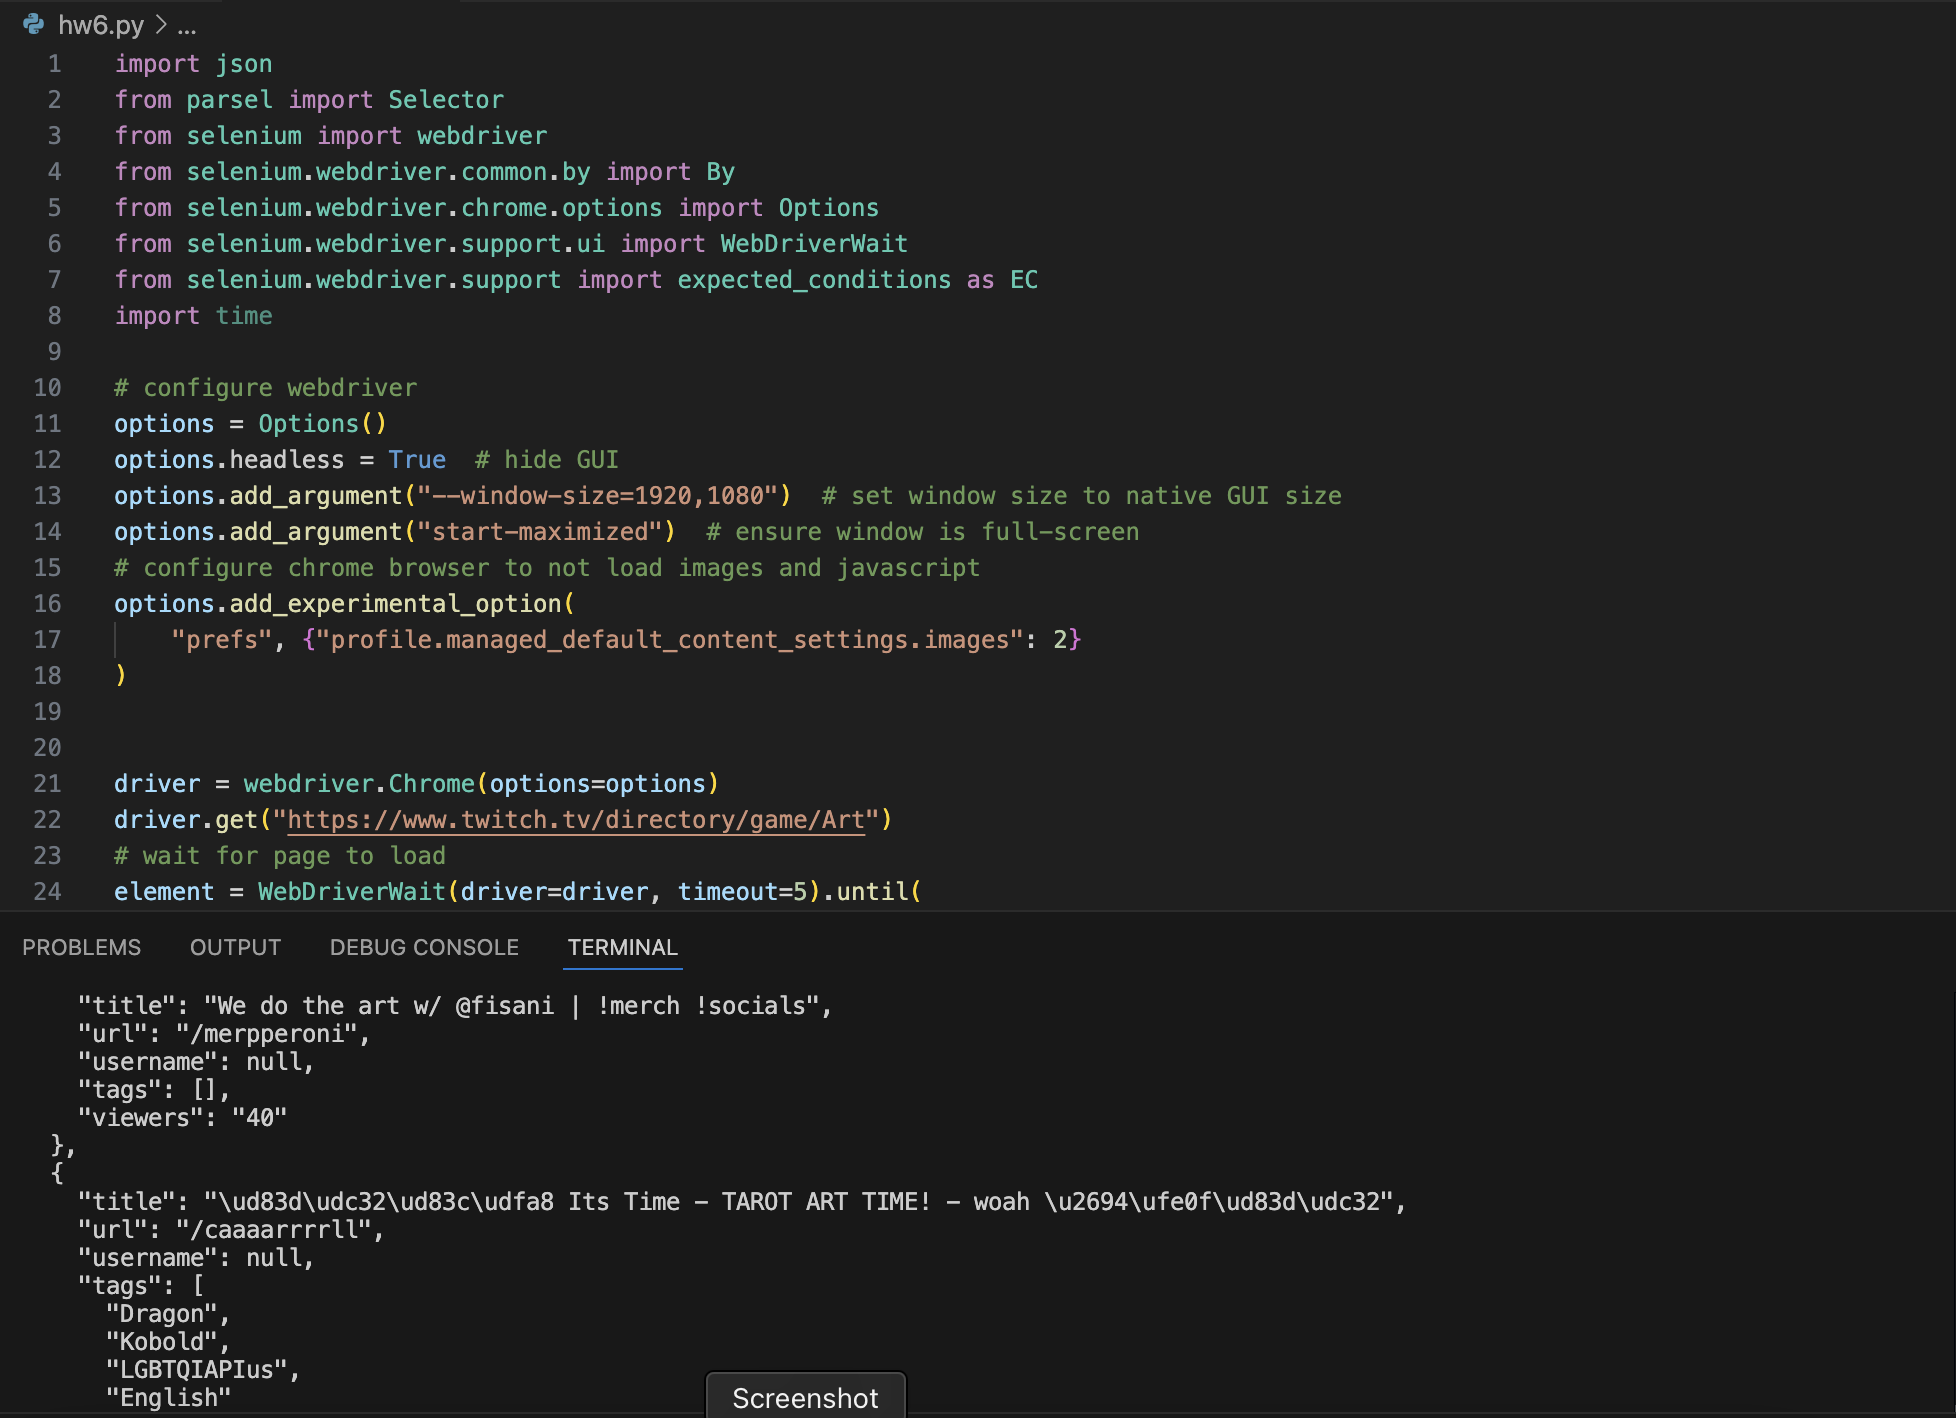 hw6.py > ...
1 import json
2 from parsel import Selector
3 from selenium import webdriver
4 from selenium.webdriver.common.by import By
5 from selenium.webdriver.chrome.options import Options
6 from selenium.webdriver.support.ui import WebDriverWait
7 from selenium.webdriver.support import expected_conditions as EC
8 import time
9
10 # configure webdriver
11 options = Options()
12 options.headless = True  # hide GUI
13 options.add_argument("--window-size=1920,1080")  # set window size to native GUI size
14 options.add_argument("start-maximized")  # ensure window is full-screen
15 # configure chrome browser to not load images and javascript
16 options.add_experimental_option(
17     "prefs", {"profile.managed_default_content_settings.images": 2}
18 )
19
20
21 driver = webdriver.Chrome(options=options)
22 driver.get("https://www.twitch.tv/directory/game/Art")
23 # wait for page to load
24 element = WebDriverWait(driver=driver, timeout=5).until(
PROBLEMS OUTPUT DEBUG CONSOLE TERMINAL
    "title": "We do the art w/ @fisani | !merch !socials",
    "url": "/merpperoni",
    "username": null,
    "tags": [],
    "viewers": "40"
  },
  {
    "title": "\ud83d\udc32\ud83c\udfa8 Its Time - TAROT ART TIME! - woah \u2694\ufe0f\ud83d\udc32",
    "url": "/caaaarrrrll",
    "username": null,
    "tags": [
      "Dragon",
      "Kobold",
      "LGBTQIAPIus",
      "English"
Screenshot